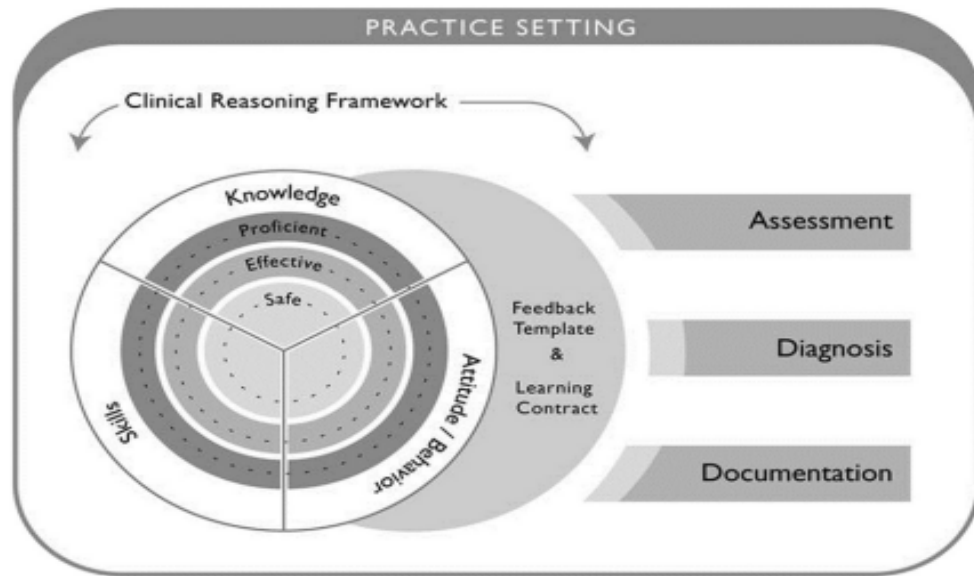 PRACTICE SETTING
Clinical Reasoning Framework
Knowledge
Proficient
Effective
Safe
Skills
Attitude / Behavior
Feedback
Template
&
Learning
Contract
Assessment
Diagnosis
Documentation